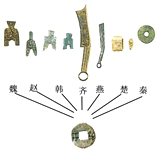 魏 赵 韩 齐 燕 楚 秦